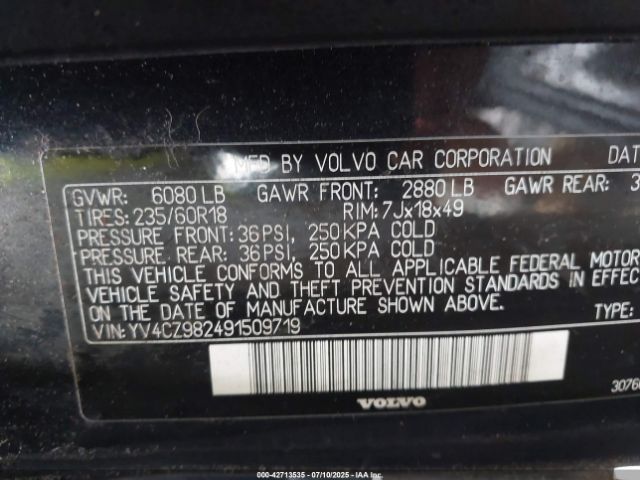 MFD BY VOLVO CAR CORPORATION DAT
GVWR: 6080 LB GAWR FRONT: 2880 LB GAWR REAR: 3
TIRES: 235/60R18 RIM: 7Jx18x49
PRESSURE FRONT: 36 PSI, 250 KPA COLD
PRESSURE REAR: 36 PSI, 250 KPA COLD
THIS VEHICLE CONFORMS TO ALL APPLICABLE FEDERAL MOTOR
VEHICLE SAFETY AND THEFT PREVENTION STANDARDS IN EFFEC
ON THE DATE OF MANUFACTURE SHOWN ABOVE. TYPE:
VIN: YV4CZ982491509719
3076
VOLVO
© 42713535 - 07/10/2025 - IAA Inc.